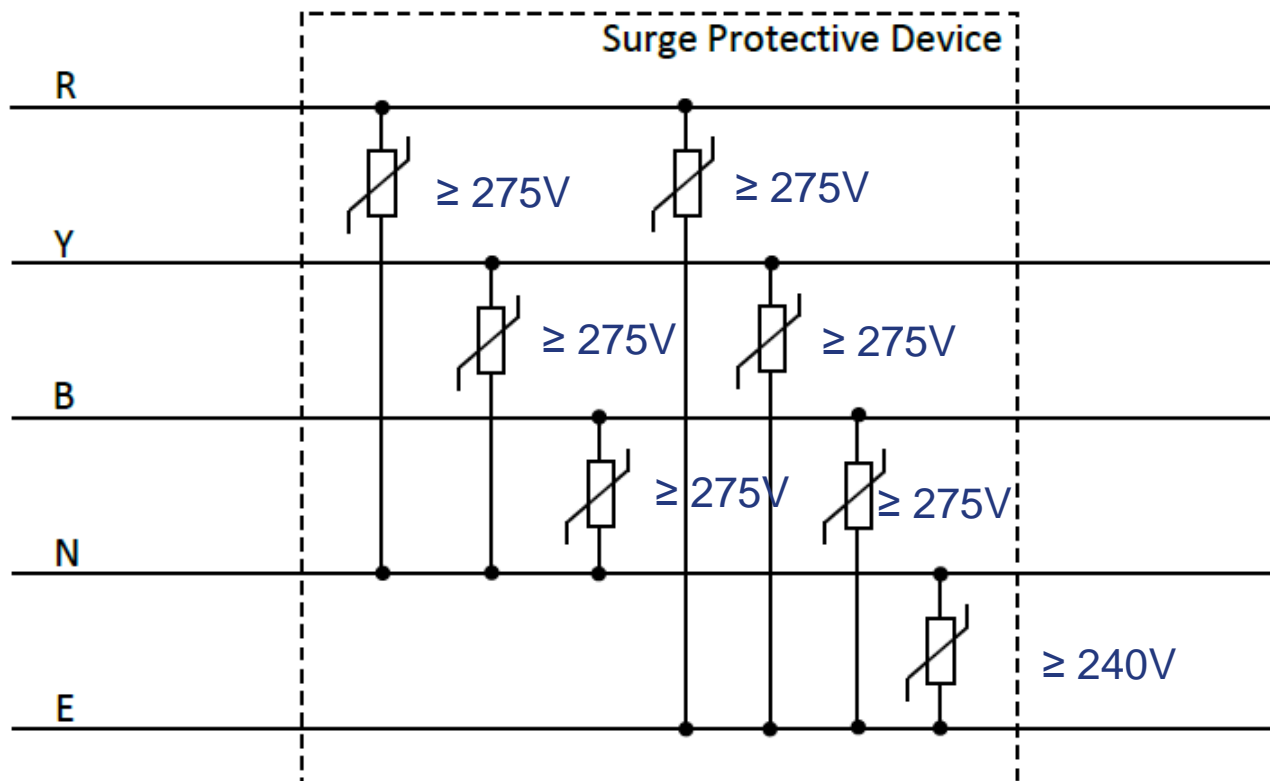 Surge Protective Device
R
≥ 275V
≥ 275V
Y
≥ 275V
≥ 275V
B
≥ 275V
≥ 275V
N
≥ 240V
E